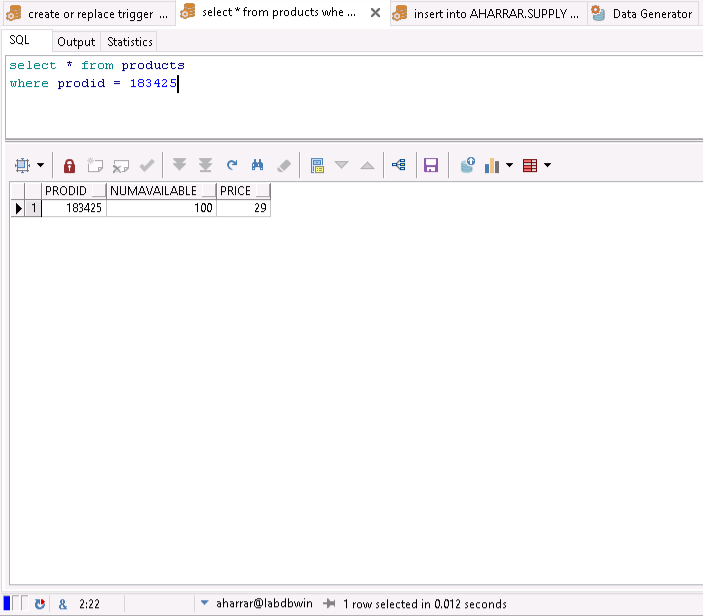 create or replace trigger ...
select * from products whe ...
insert into AHARRAR.SUPPLY ...
Data Generator
SQL
Output
Statistics
select * from products
where prodid = 183425
PRODID NUMAVAILABLE PRICE
1 183425 100 29
& 2:22 aharrar@labdbwin 1 row selected in 0.012 seconds